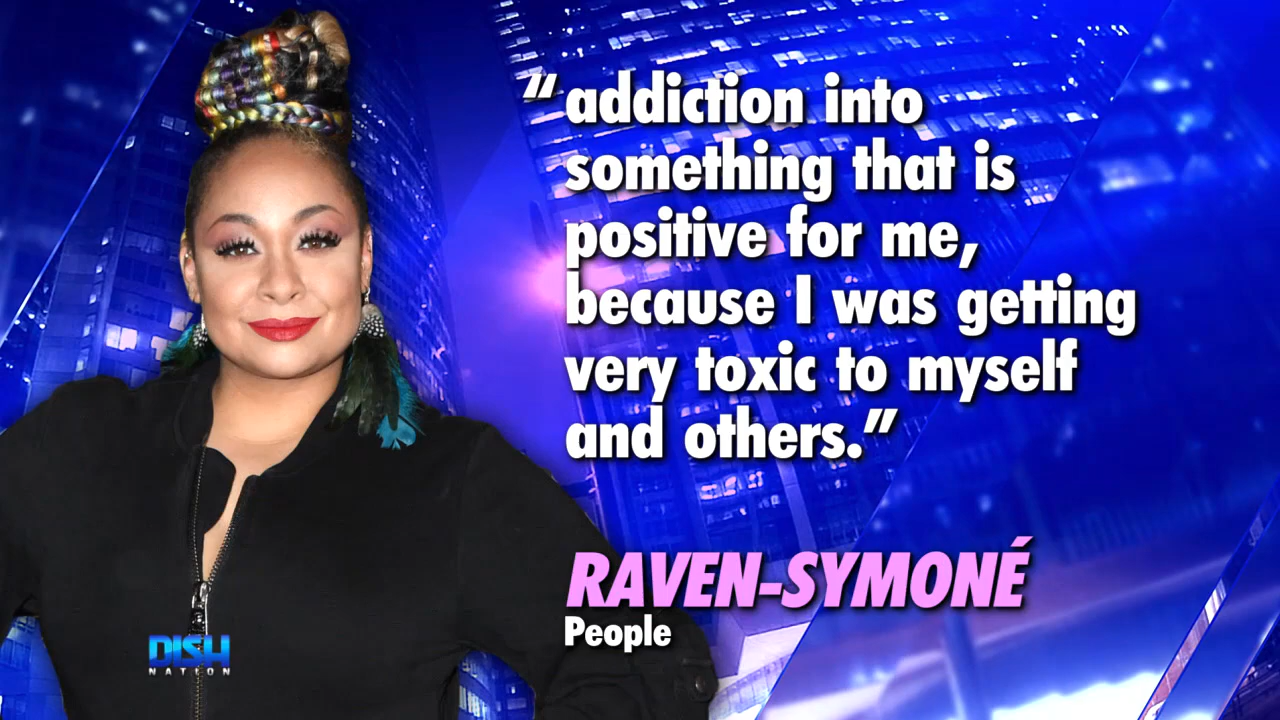 “addiction into
something that is
positive for me,
because I was getting
very toxic to myself
and others.”
RAVEN-SYMONÉ
People
DISH
NATION